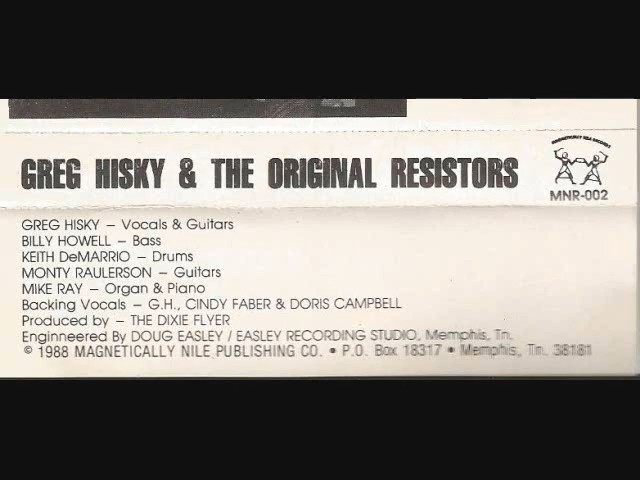 GREG HISKY & THE ORIGINAL RESISTORS
MNR-002
GREG HISKY – Vocals & Guitars
BILLY HOWELL – Bass
KEITH DeMARRIO – Drums
MONTY RAULERSON – Guitars
MIKE RAY – Organ & Piano
Backing Vocals – G.H., CINDY FABER & DORIS CAMPBELL
Produced by – THE DIXIE FLYER
Enginneered By DOUG EASLEY / EASLEY RECORDING STUDIO, Memphis, Tn.
© 1988 MAGNETICALLY NILE PUBLISHING CO. • P.O. Box 18317 • Memphis, Tn. 38181